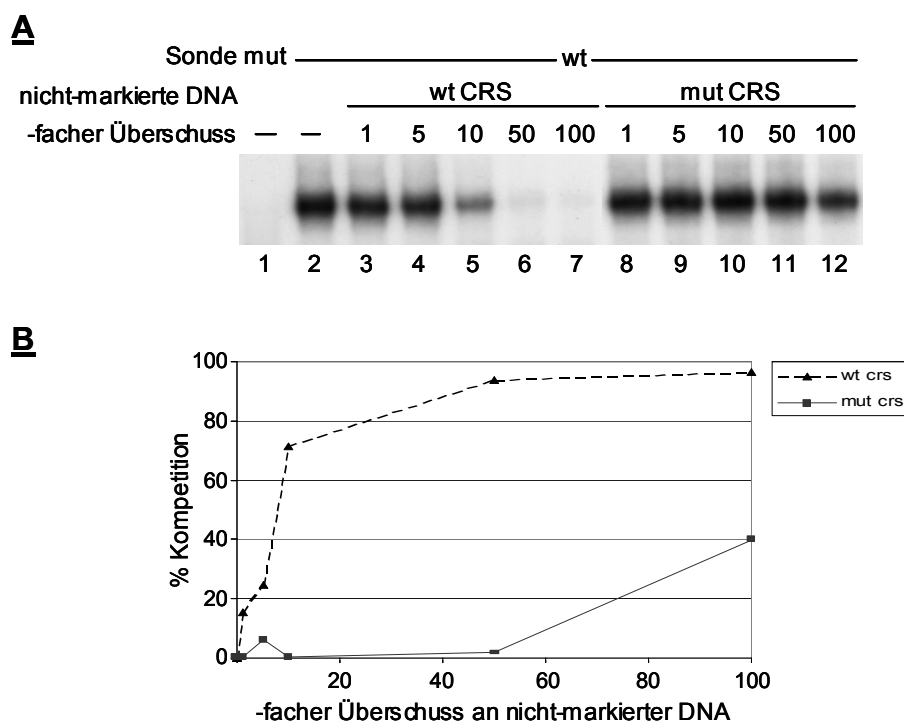 A
Sonde mut wt
nicht-markierte DNA wt CRS mut CRS
-facher Überschuss — — 1 5 10 50 100 1 5 10 50 100
1 2 3 4 5 6 7 8 9 10 11 12
B
% Kompetition
100
80
60
40
20
0
20 40 60 80 100
-facher Überschuss an nicht-markierter DNA
wt crs
mut crs